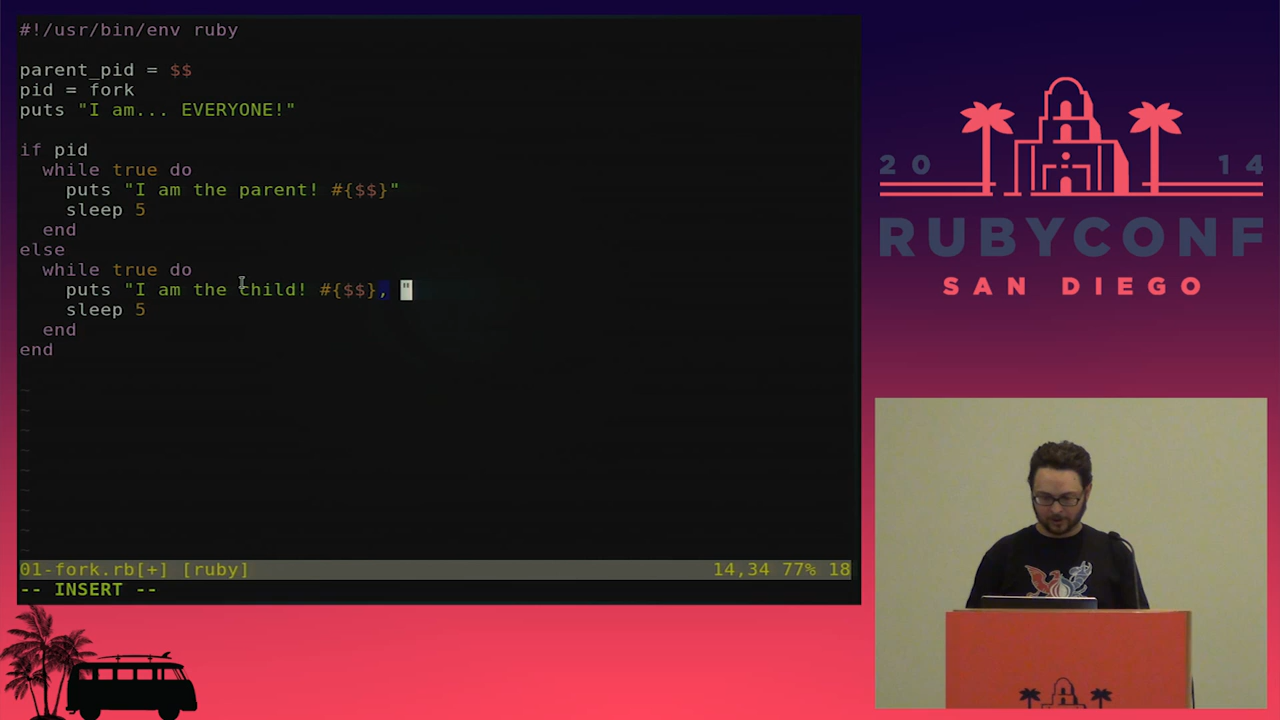 #!/usr/bin/env ruby
parent_pid = $$
pid = fork
puts "I am... EVERYONE!"
if pid
while true do
puts "I am the parent! #{$$}"
sleep 5
end
else
while true do
puts "I am the child! #{$$}, "
sleep 5
end
end
~
~
~
~
~
~
~
~
~
01-fork.rb[+] [ruby] 14,34 77% 18
-- INSERT --
20 14
RUBYCONF
SAN DIEGO